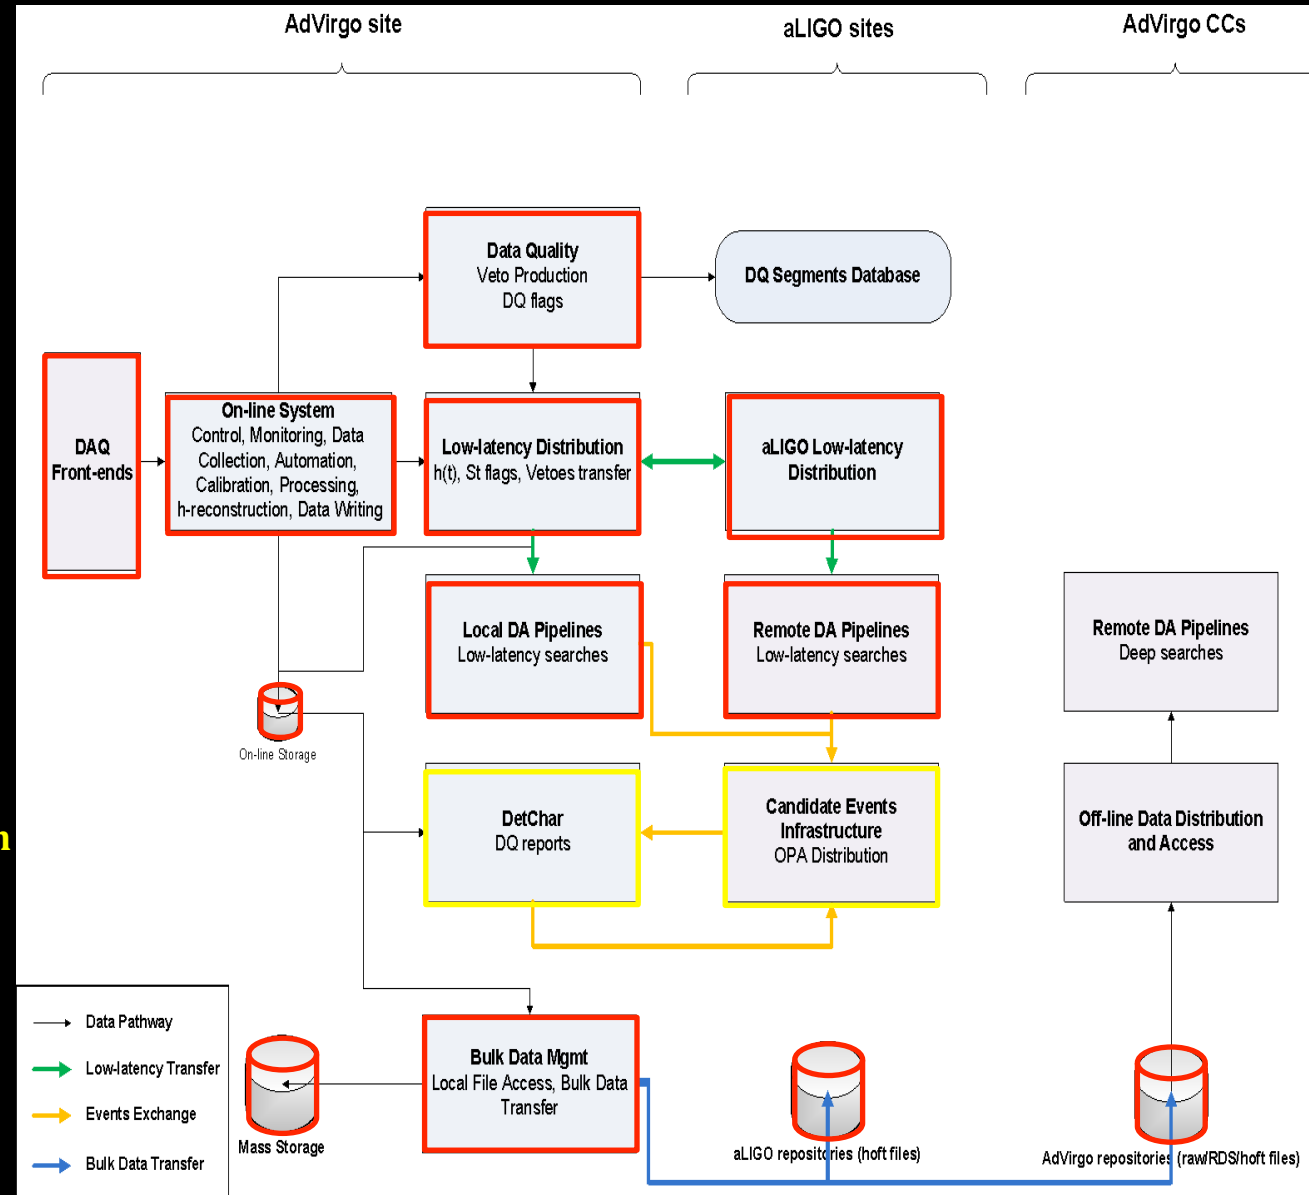 AdVirgo site
aLIGO sites
AdVirgo CCs
Data Quality
Veto Production
DQ flags
DQ Segments Database
DAQ
Front-ends
On-line System
Control, Monitoring, Data
Collection, Automation,
Calibration, Processing,
h-reconstruction, Data Writing
Low-latency Distribution
h(t), St flags, Vetoes transfer
aLIGO Low-latency
Distribution
Local DA Pipelines
Low-latency searches
Remote DA Pipelines
Low-latency searches
Remote DA Pipelines
Deep searches
On-line Storage
DetChar
DQ reports
Candidate Events
Infrastructure
OPA Distribution
Off-line Data Distribution
and Access
n
Data Pathway
Low-latency Transfer
Events Exchange
Bulk Data Transfer
Mass Storage
Bulk Data Mgmt
Local File Access, Bulk Data
Transfer
aLIGO repositories (hoft files)
AdVirgo repositories (raw/RDS/hoft files)